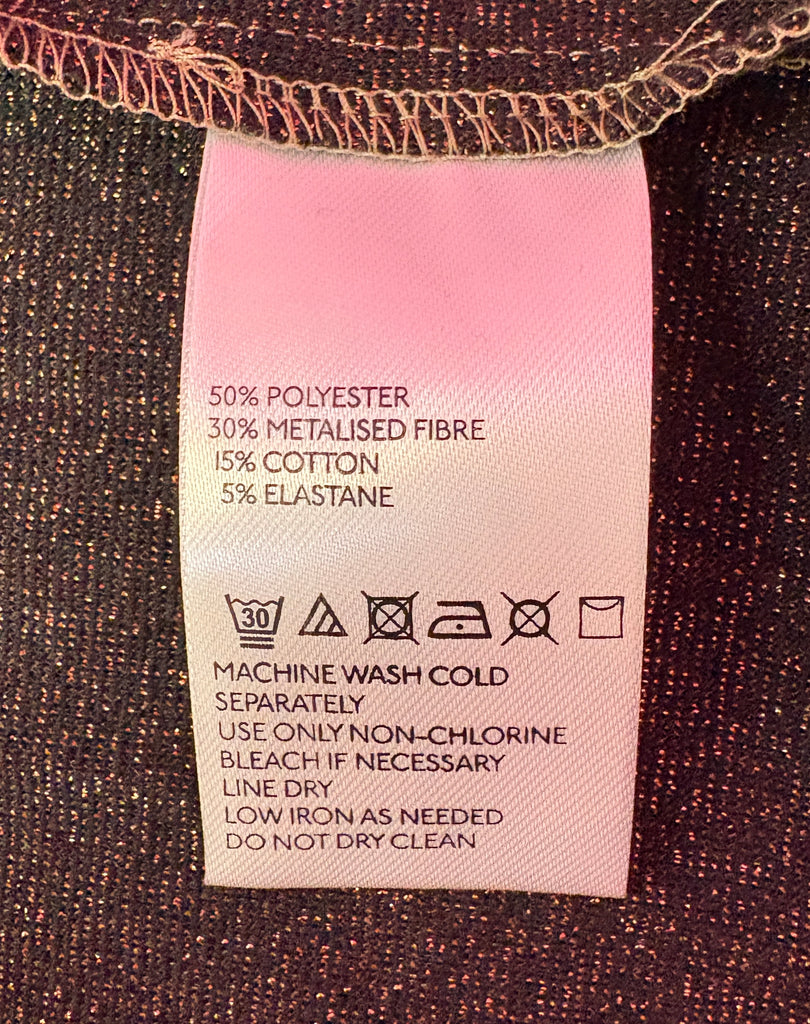 50% POLYESTER
30% METALISED FIBRE
15% COTTON
5% ELASTANE
30
MACHINE WASH COLD
SEPARATELY
USE ONLY NON-CHLORINE
BLEACH IF NECESSARY
LINE DRY
LOW IRON AS NEEDED
DO NOT DRY CLEAN